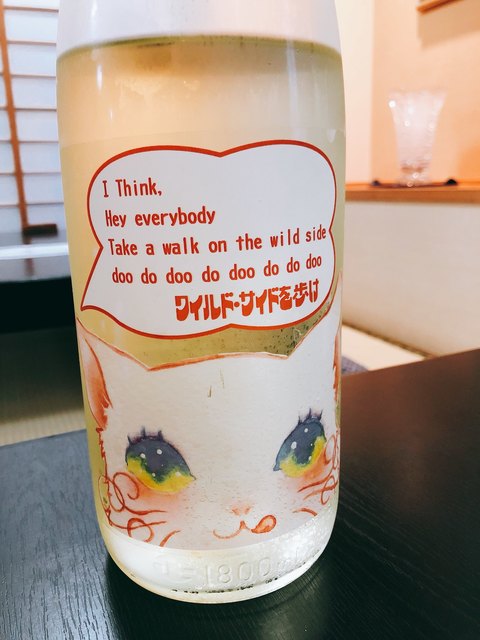 I Think,
Hey everybody
Take a walk on the wild side
doo do doo do doo do do doo
ワイルド・サイドを歩け
1800